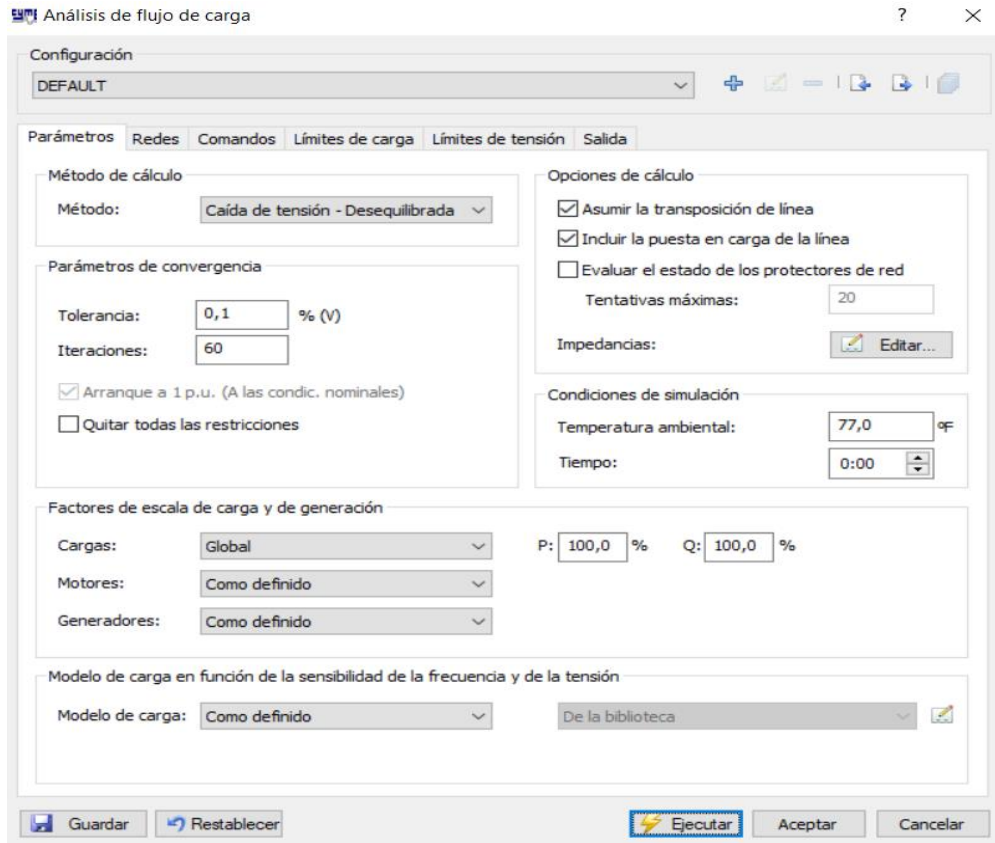 CYME Análisis de flujo de carga ?
Configuración
DEFAULT
Parámetros Redes Comandos Límites de carga Límites de tensión Salida
Método de cálculo
Método: Caída de tensión - Desequilibrada
Parámetros de convergencia
Tolerancia: 0,1 % (V)
Iteraciones: 60
Arranque a 1 p.u. (A las condic. nominales)
Quitar todas las restricciones
Opciones de cálculo
Asumir la transposición de línea
Incluir la puesta en carga de la línea
Evaluar el estado de los protectores de red
Tentativas máximas: 20
Impedancias: Editar...
Condiciones de simulación
Temperatura ambiental: 77,0 °F
Tiempo: 0:00
Factores de escala de carga y de generación
Cargas: Global P: 100,0 % Q: 100,0 %
Motores: Como definido
Generadores: Como definido
Modelo de carga en función de la sensibilidad de la frecuencia y de la tensión
Modelo de carga: Como definido De la biblioteca
Guardar Restablecer Ejecutar Aceptar Cancelar